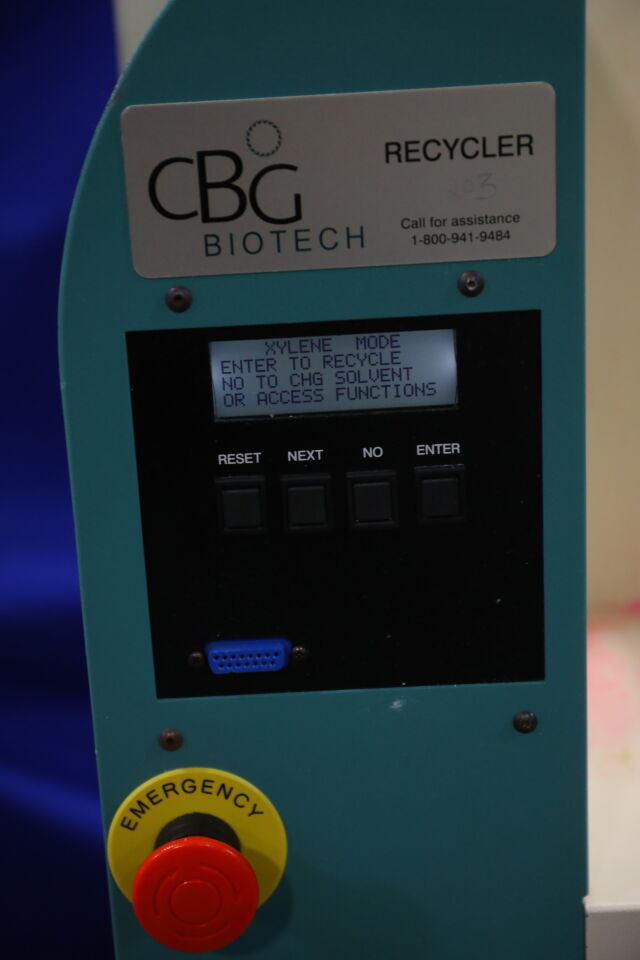 CBG
BIOTECH
RECYCLER
203
Call for assistance
1-800-941-9484
XYLENE MODE
ENTER TO RECYCLE
NO TO CHG SOLVENT
OR ACCESS FUNCTIONS
RESET NEXT NO ENTER
EMERGENCY